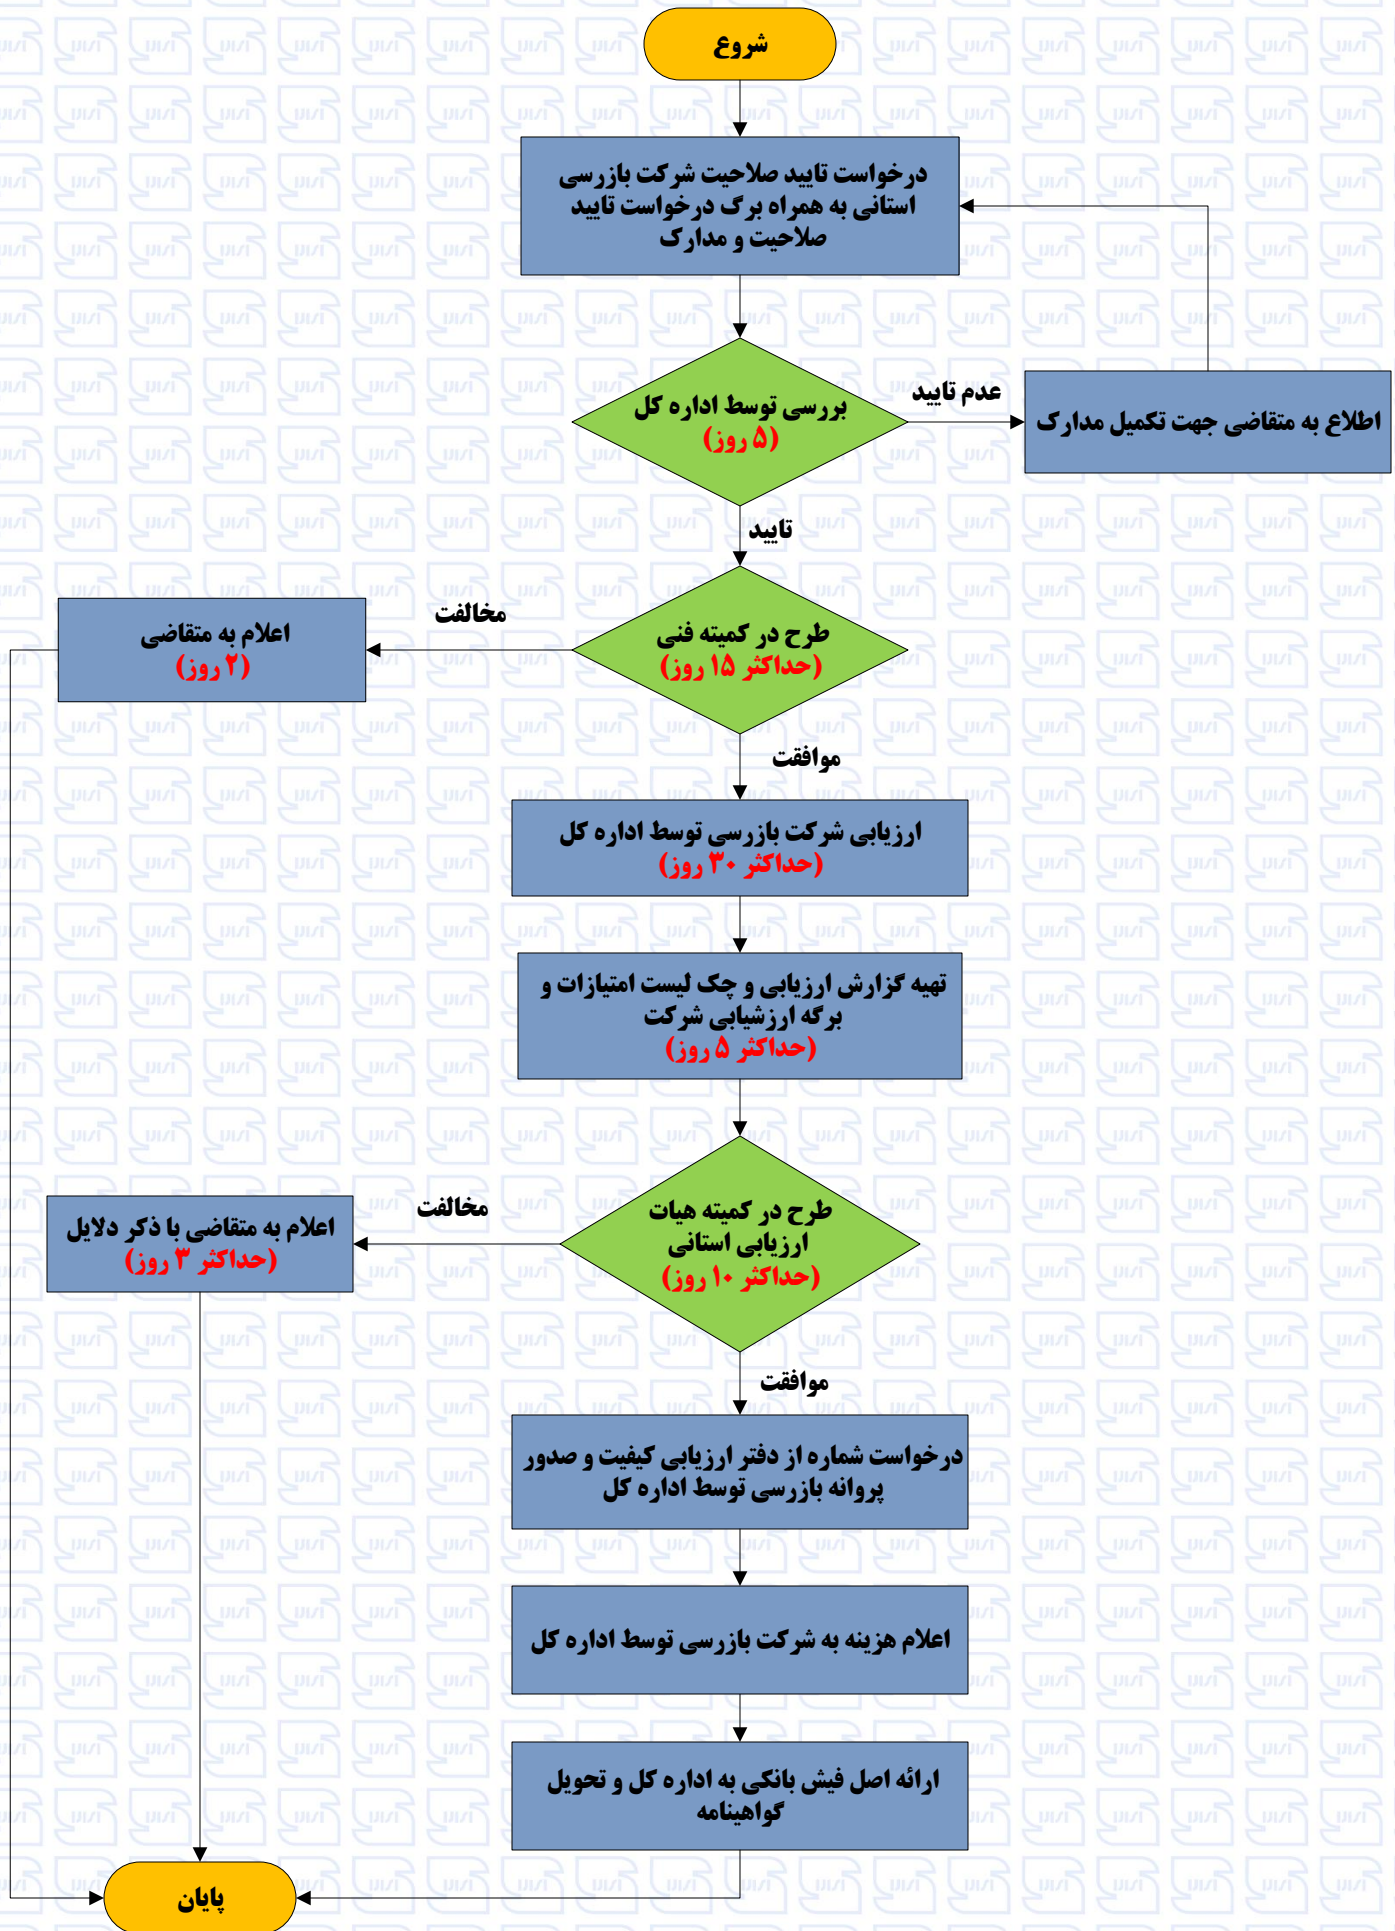 شروع
درخواست تایید صلاحیت شرکت بازرسی
استانی به همراه برگ درخواست تایید
صلاحیت و مدارک
بررسی توسط اداره کل
(۵ روز)
عدم تایید
اطلاع به متقاضی جهت تکمیل مدارک
تایید
طرح در کمیته فنی
(حداکثر ۱۵ روز)
مخالفت
اعلام به متقاضی
(۲ روز)
موافقت
ارزیابی شرکت بازرسی توسط اداره کل
(حداکثر ۳۰ روز)
تهیه گزارش ارزیابی و چک لیست امتیازات و
برگه ارزشیابی شرکت
(حداکثر ۵ روز)
طرح در کمیته هیات
ارزیابی استانی
(حداکثر ۱۰ روز)
مخالفت
اعلام به متقاضی با ذکر دلایل
(حداکثر ۳ روز)
موافقت
درخواست شماره از دفتر ارزیابی کیفیت و صدور
پروانه بازرسی توسط اداره کل
اعلام هزینه به شرکت بازرسی توسط اداره کل
ارائه اصل فیش بانکی به اداره کل و تحویل
گواهینامه
پایان